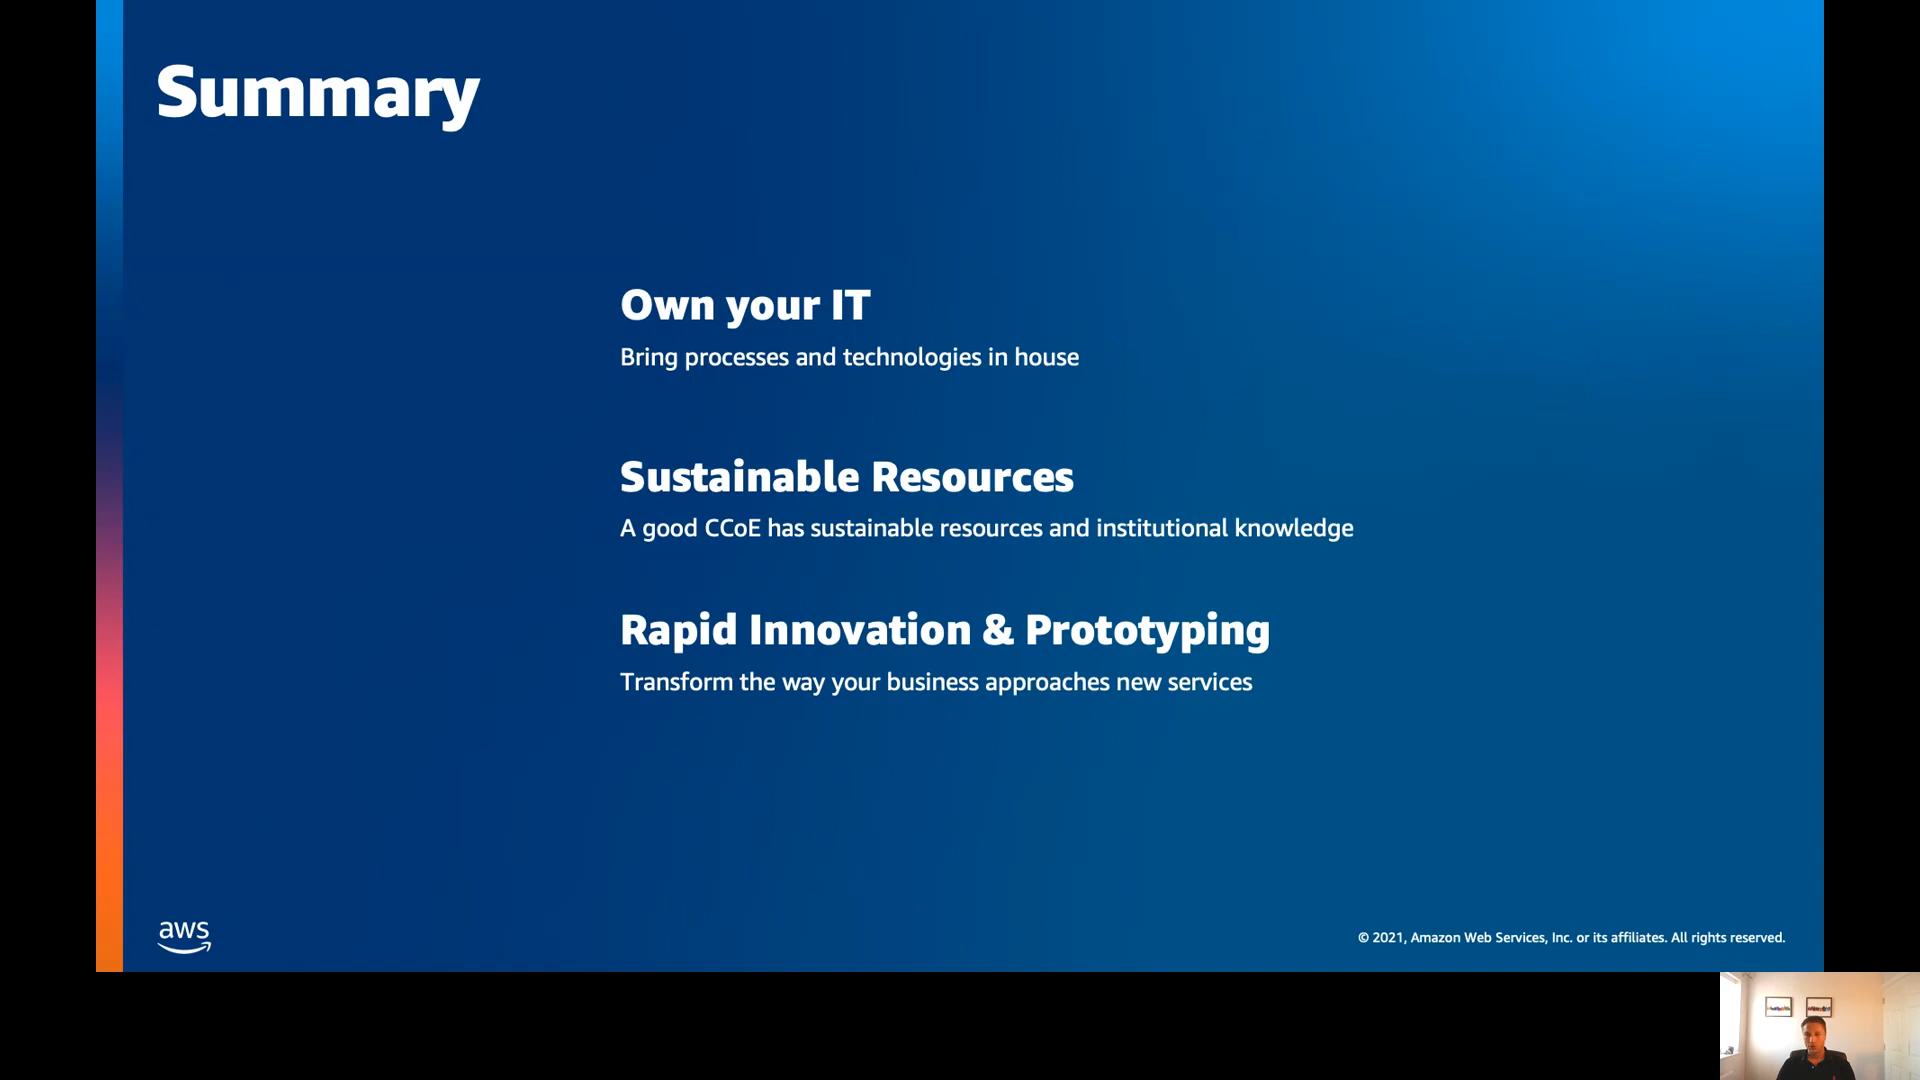 Summary
Own your IT
Bring processes and technologies in house
Sustainable Resources
A good CCoE has sustainable resources and institutional knowledge
Rapid Innovation & Prototyping
Transform the way your business approaches new services
aws
© 2021, Amazon Web Services, Inc. or its affiliates. All rights reserved.